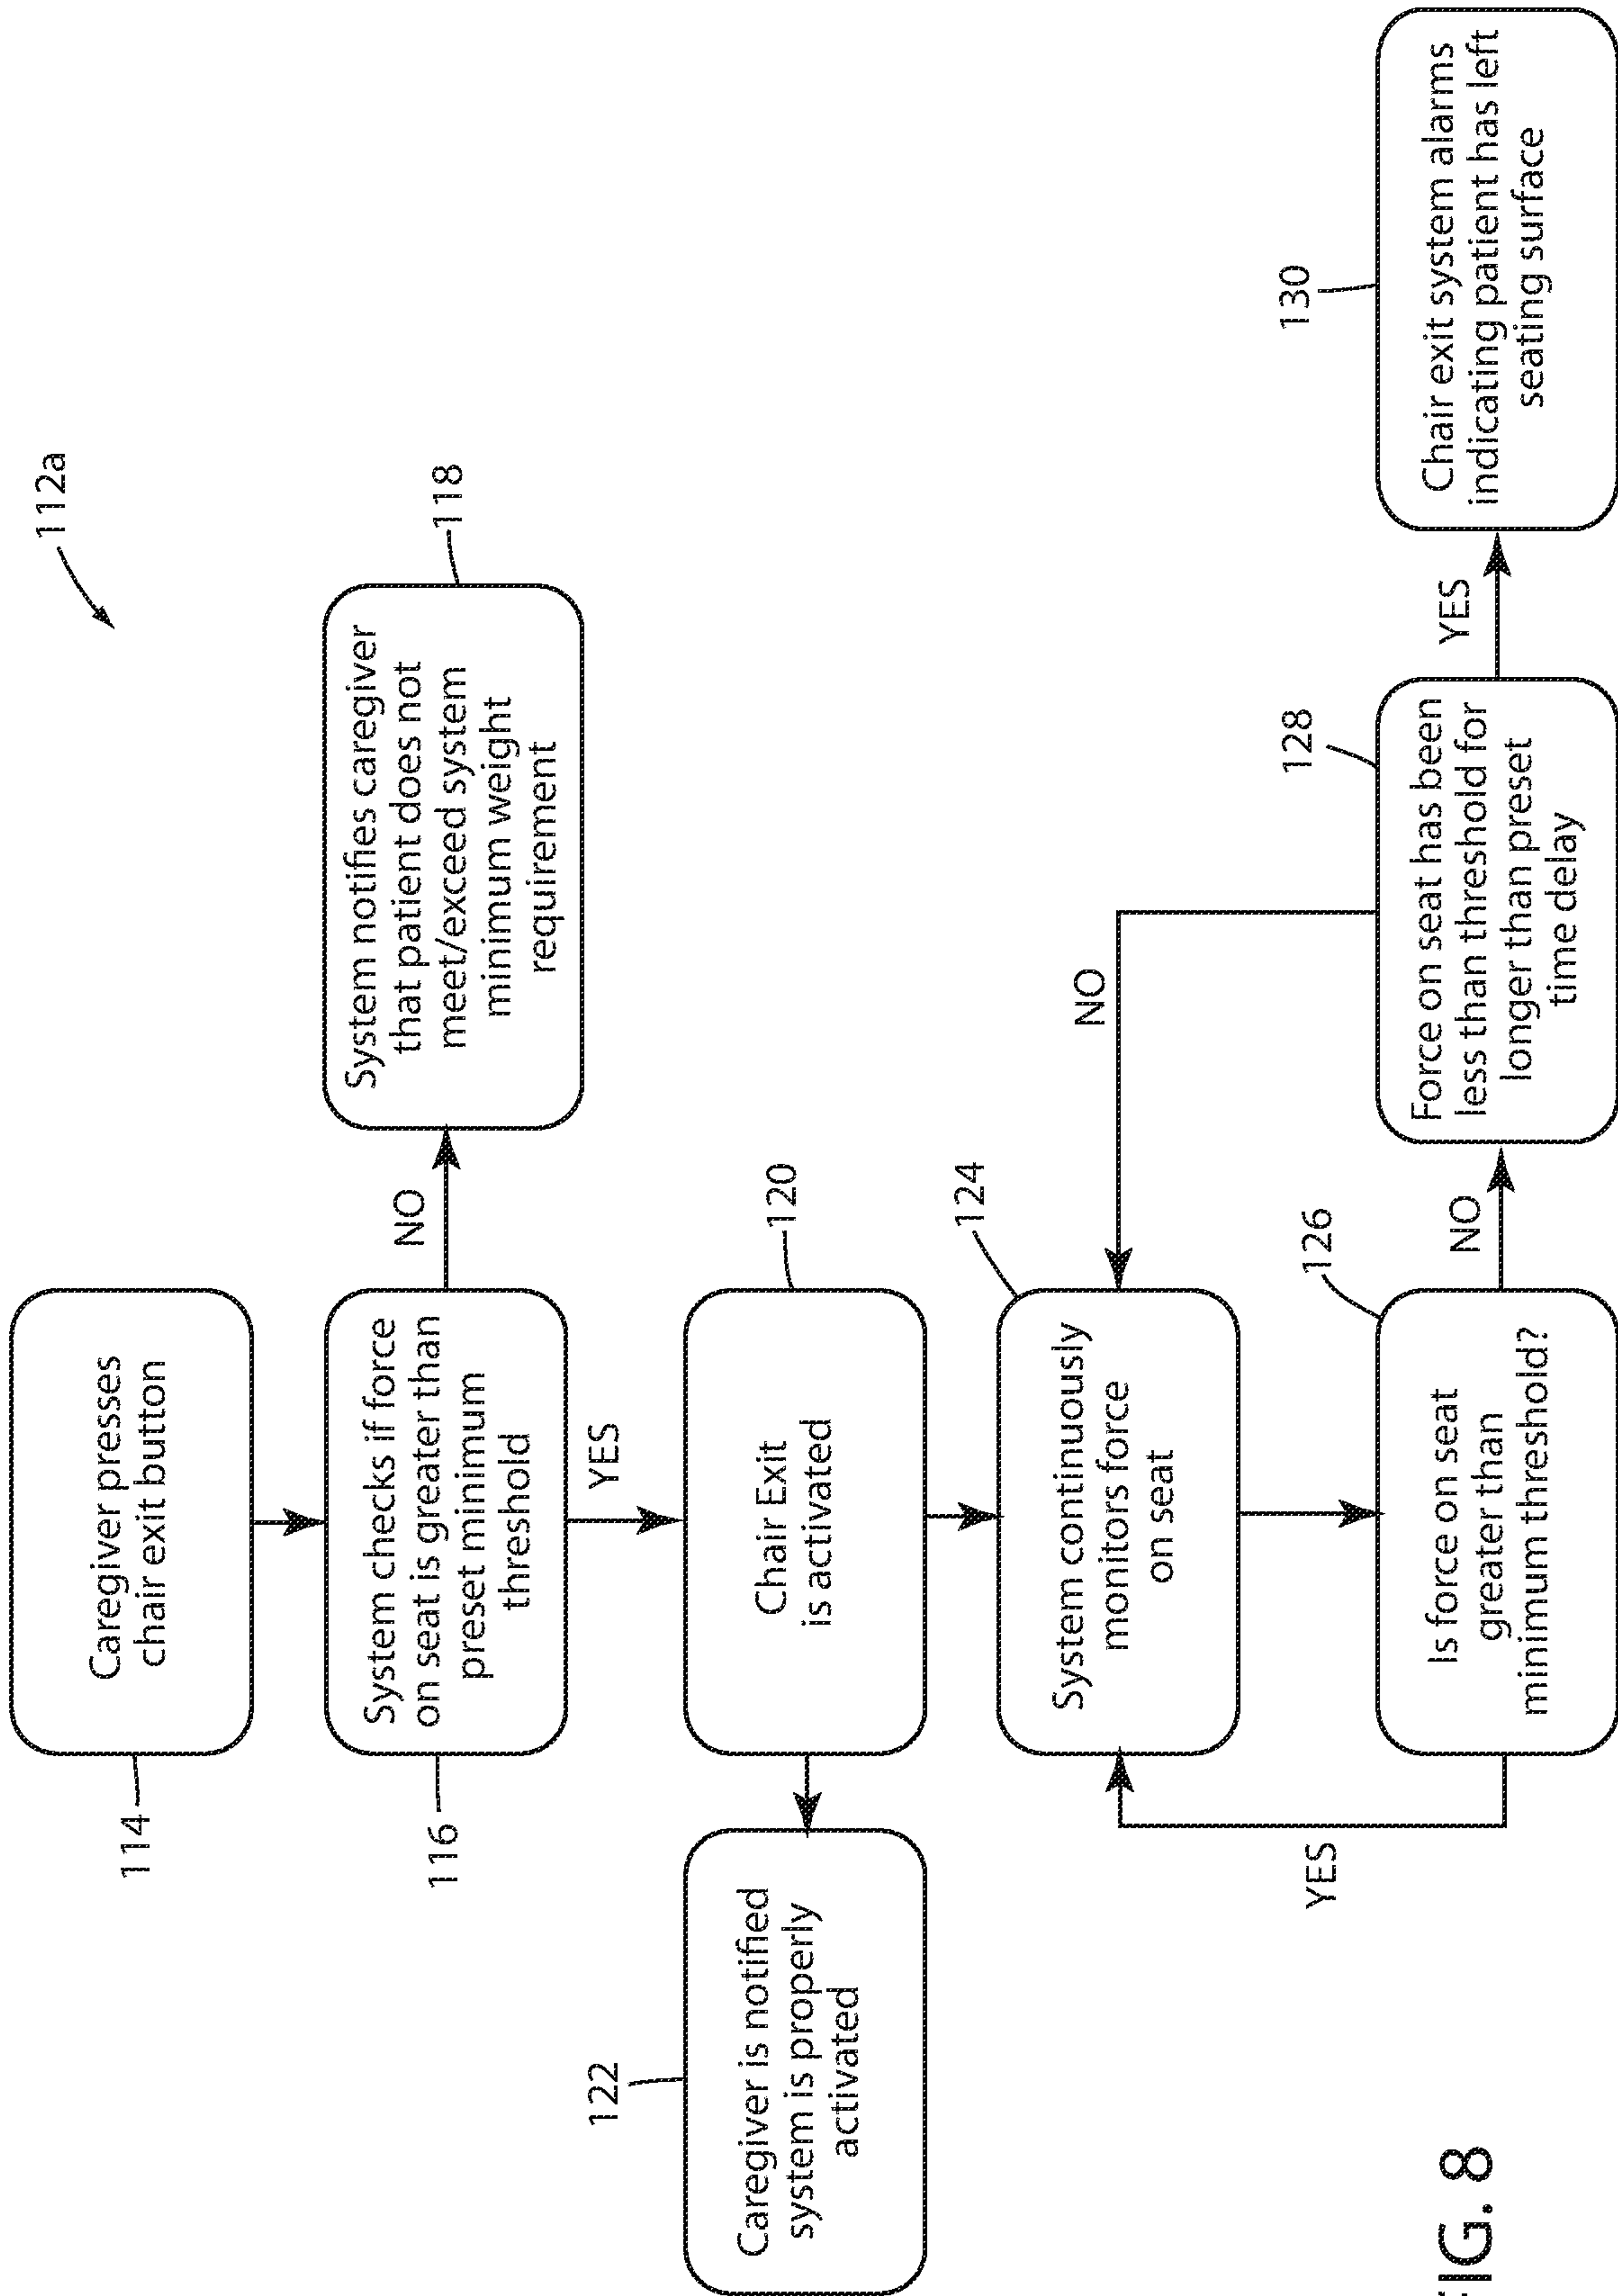 112a
114
Caregiver presses
chair exit button
116
System checks if force
on seat is greater than
preset minimum
threshold
NO
118
System notifies caregiver
that patient does not
meet/exceed system
minimum weight
requirement
YES
122
Caregiver is notified
system is properly
activated
120
Chair Exit
is activated
124
System continuously
monitors force
on seat
NO
YES
126
Is force on seat
greater than
minimum threshold?
NO
128
Force on seat has been
less than threshold for
longer than preset
time delay
YES
130
Chair exit system alarms
indicating patient has left
seating surface
FIG. 8